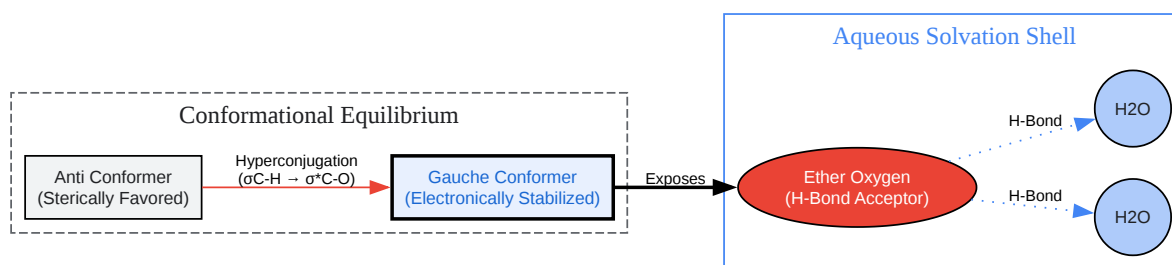 Aqueous Solvation Shell
Conformational Equilibrium
Anti Conformer
(Sterically Favored)
Hyperconjugation
(σC-H → σ*C-O)
Gauche Conformer
(Electronically Stabilized)
Exposes
Ether Oxygen
(H-Bond Acceptor)
H-Bond
H2O
H-Bond
H2O